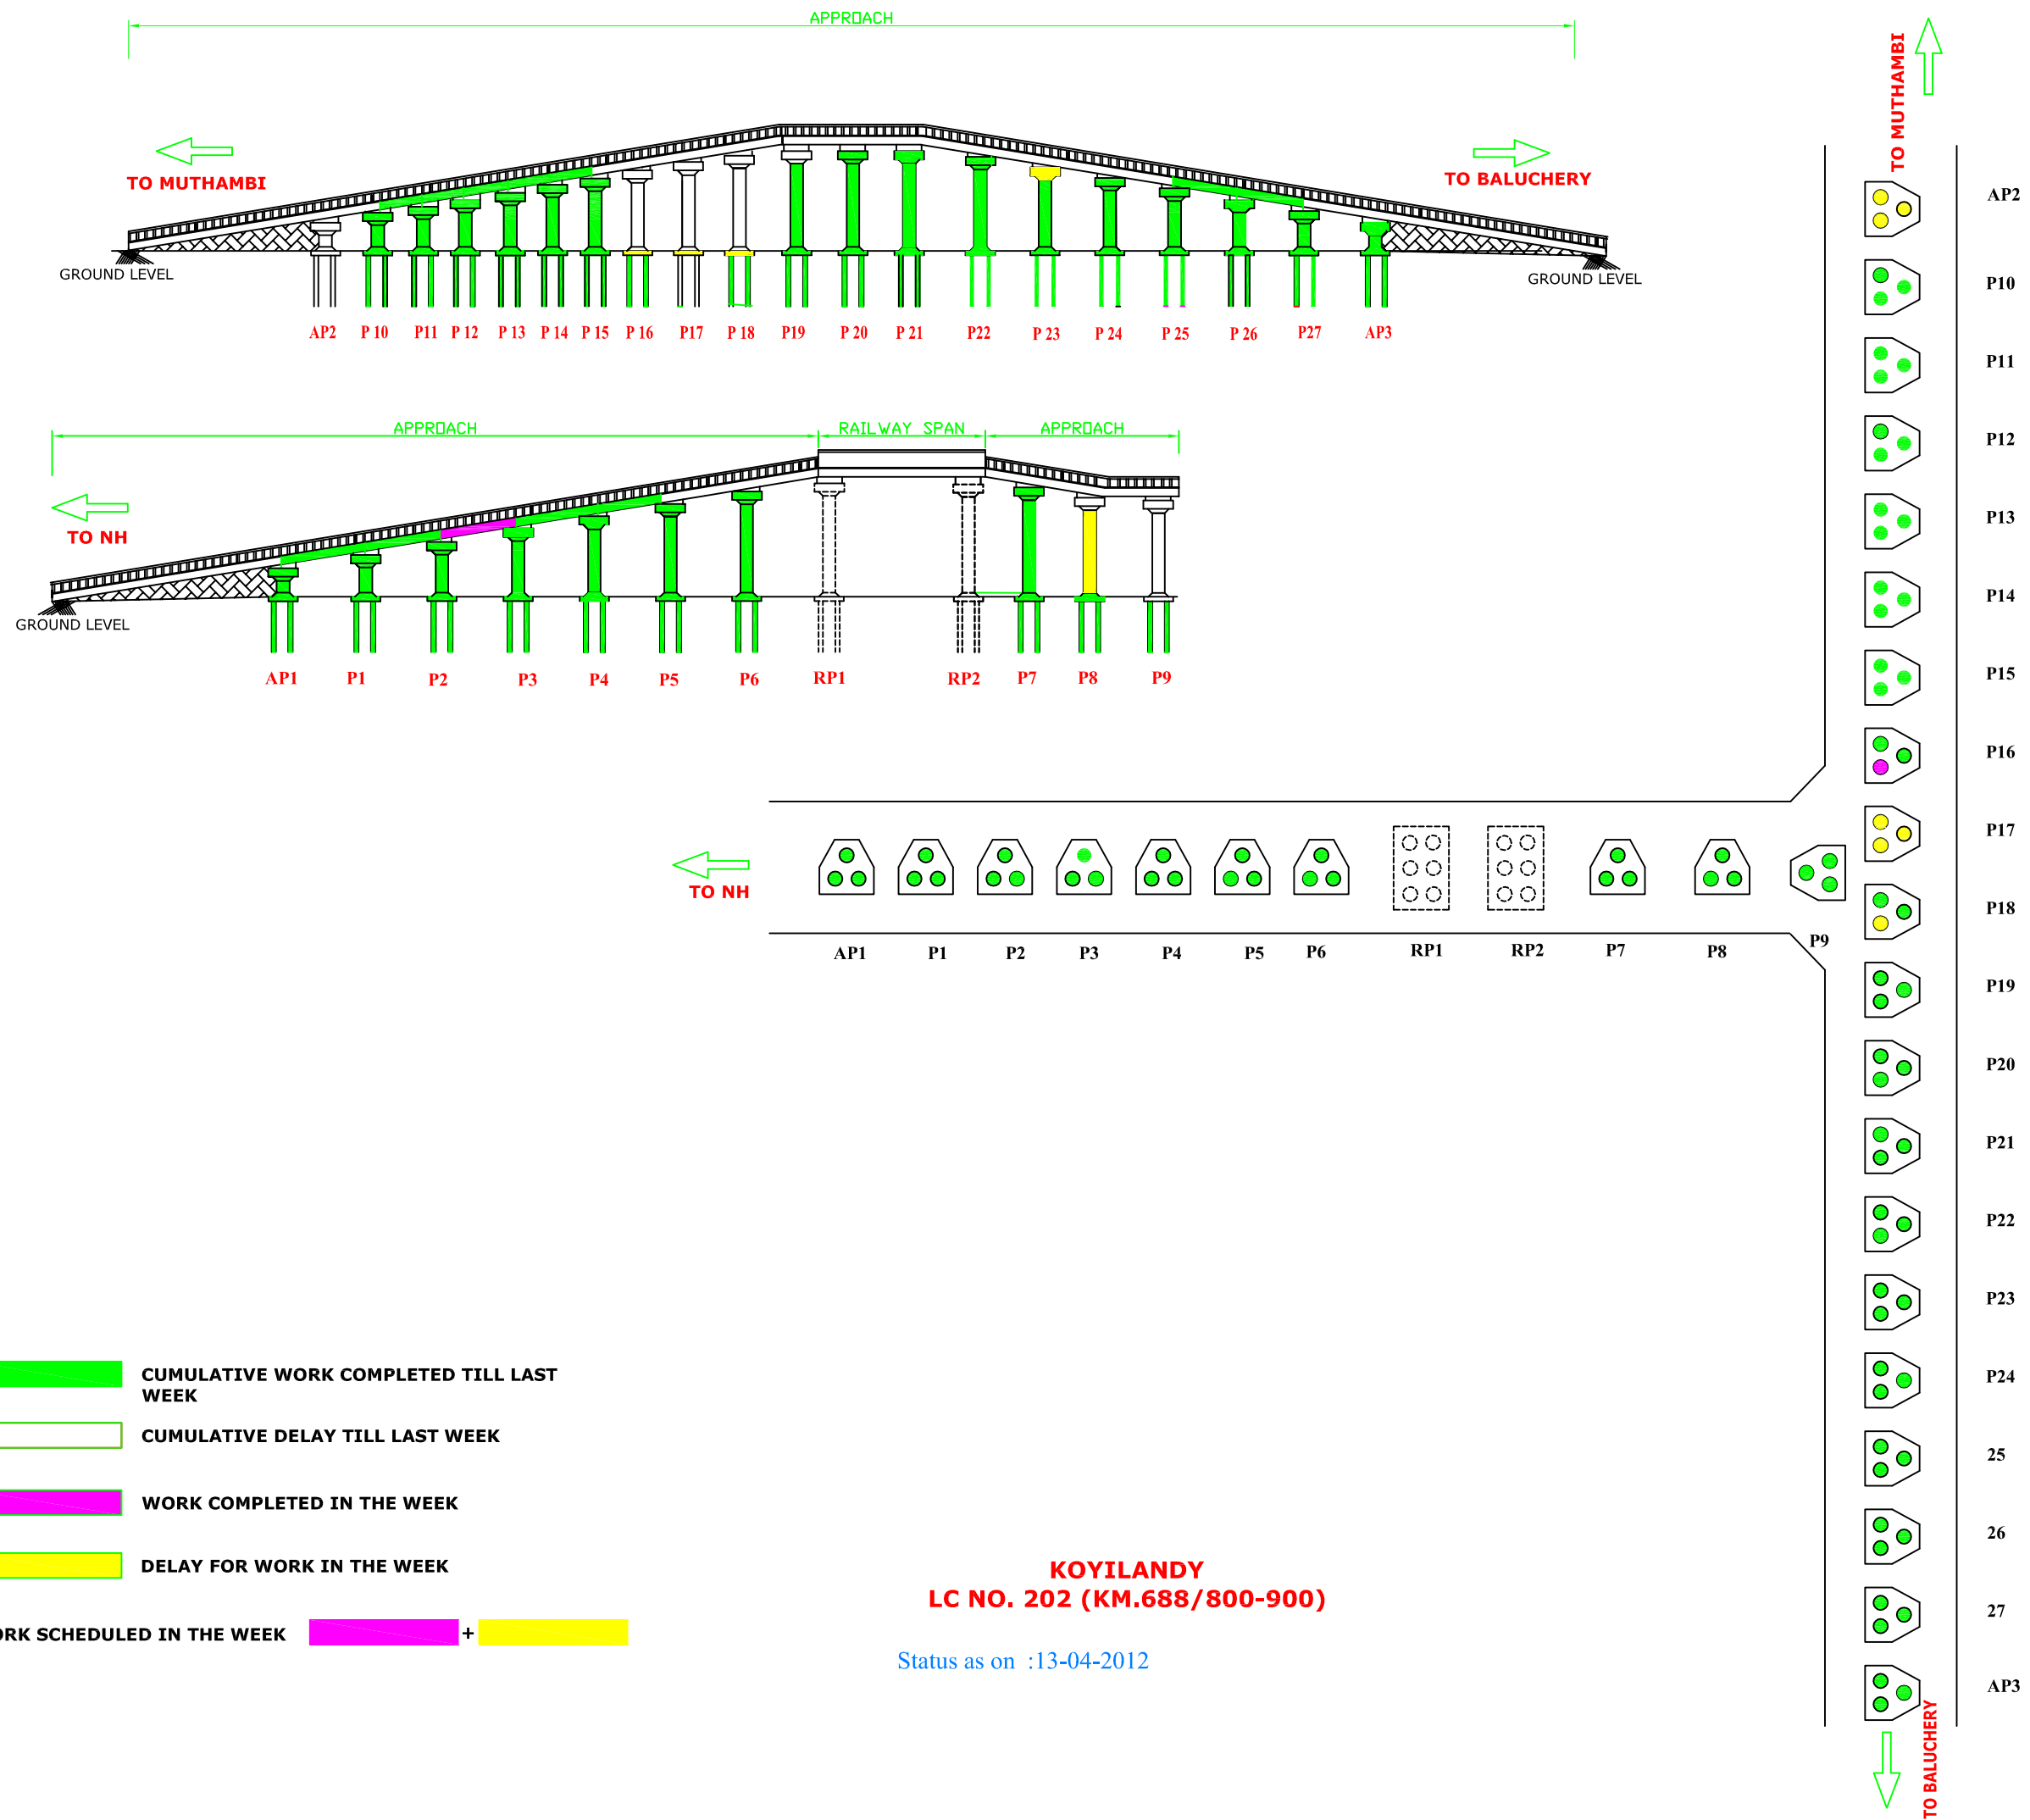 APPROACH
TO MUTHAMBI
TO BALUCHERY
GROUND LEVEL
GROUND LEVEL
AP2 P 10 P11 P 12 P 13 P 14 P 15 P 16 P17 P 18 P19 P 20 P 21 P22 P 23 P 24 P 25 P 26 P27 AP3
APPROACH RAILWAY SPAN APPROACH
TO NH
GROUND LEVEL
AP1 P1 P2 P3 P4 P5 P6 RP1 RP2 P7 P8 P9
TO NH
AP1 P1 P2 P3 P4 P5 P6 RP1 RP2 P7 P8 P9
TO MUTHAMBI
AP2
P10
P11
P12
P13
P14
P15
P16
P17
P18
P19
P20
P21
P22
P23
P24
25
26
27
AP3
TO BALUCHERY
CUMULATIVE WORK COMPLETED TILL LAST
WEEK
CUMULATIVE DELAY TILL LAST WEEK
WORK COMPLETED IN THE WEEK
DELAY FOR WORK IN THE WEEK
ORK SCHEDULED IN THE WEEK +
KOYILANDY
LC NO. 202 (KM.688/800-900)
Status as on :13-04-2012